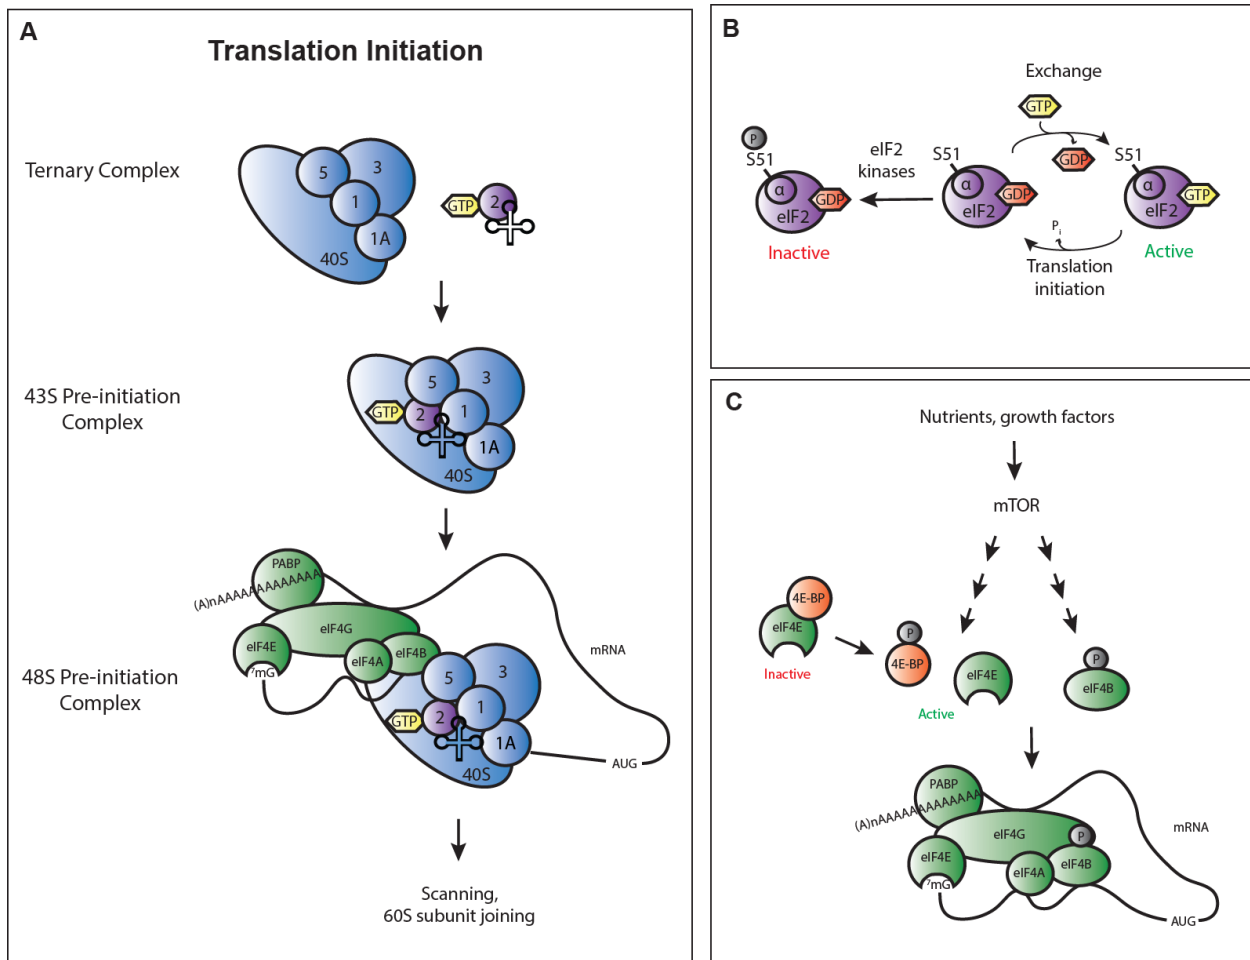 A
Translation Initiation
Ternary Complex
5
3
1
1A
40S
GTP
2
43S Pre-initiation
Complex
5
3
GTP
2
1
1A
40S
PABP
(A)nAAAAAAAAAAAAA
eIF4G
eIF4E
7mG
eIF4A
eIF4B
mRNA
48S Pre-initiation
Complex
5
3
GTP
2
1
1A
40S
AUG
Scanning,
60S subunit joining
B
Exchange
GTP
GDP
P
S51
α
eIF2
GDP
Inactive
eIF2
kinases
S51
α
eIF2
GDP
S51
α
eIF2
GTP
Active
Pi
Translation
initiation
C
Nutrients, growth factors
mTOR
4E-BP
eIF4E
Inactive
P
4E-BP
eIF4E
Active
P
eIF4B
PABP
(A)nAAAAAAAAAAAAA
eIF4G
P
eIF4E
7mG
eIF4A
eIF4B
mRNA
AUG